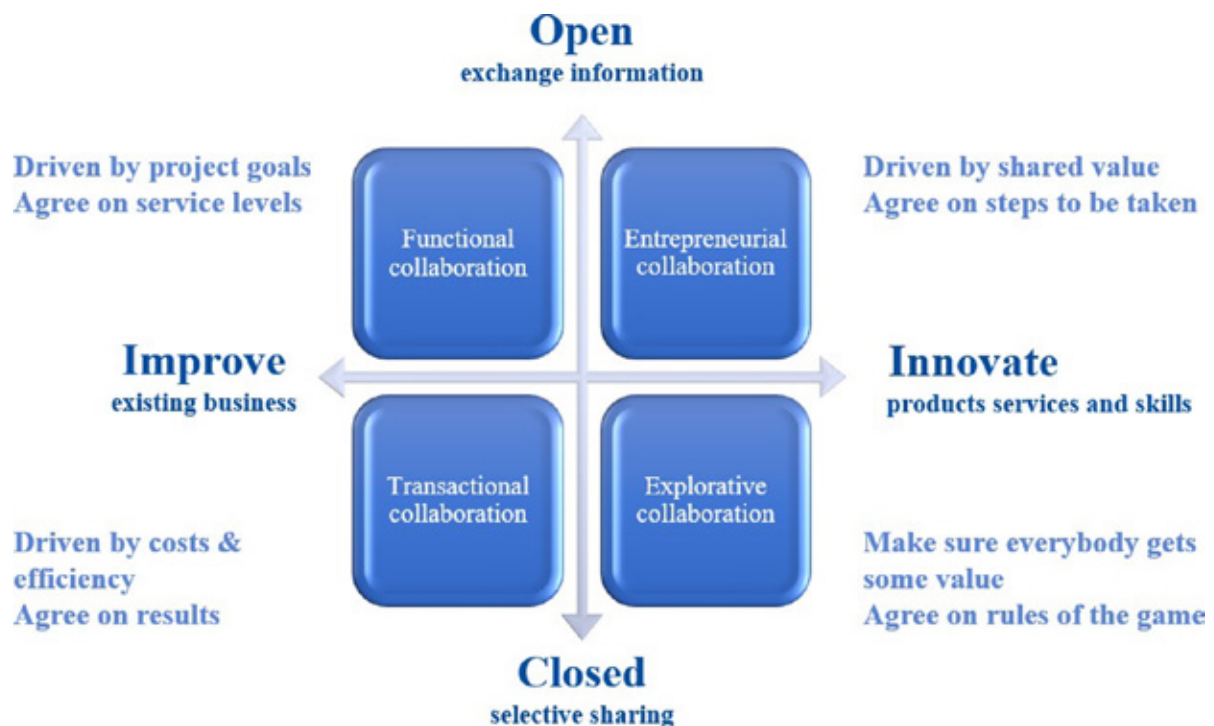 Open
exchange information
Driven by project goals
Agree on service levels
Driven by shared value
Agree on steps to be taken
Functional
collaboration
Entrepreneurial
collaboration
Improve
existing business
Innovate
products services and skills
Transactional
collaboration
Explorative
collaboration
Driven by costs &
efficiency
Agree on results
Make sure everybody gets
some value
Agree on rules of the game
Closed
selective sharing